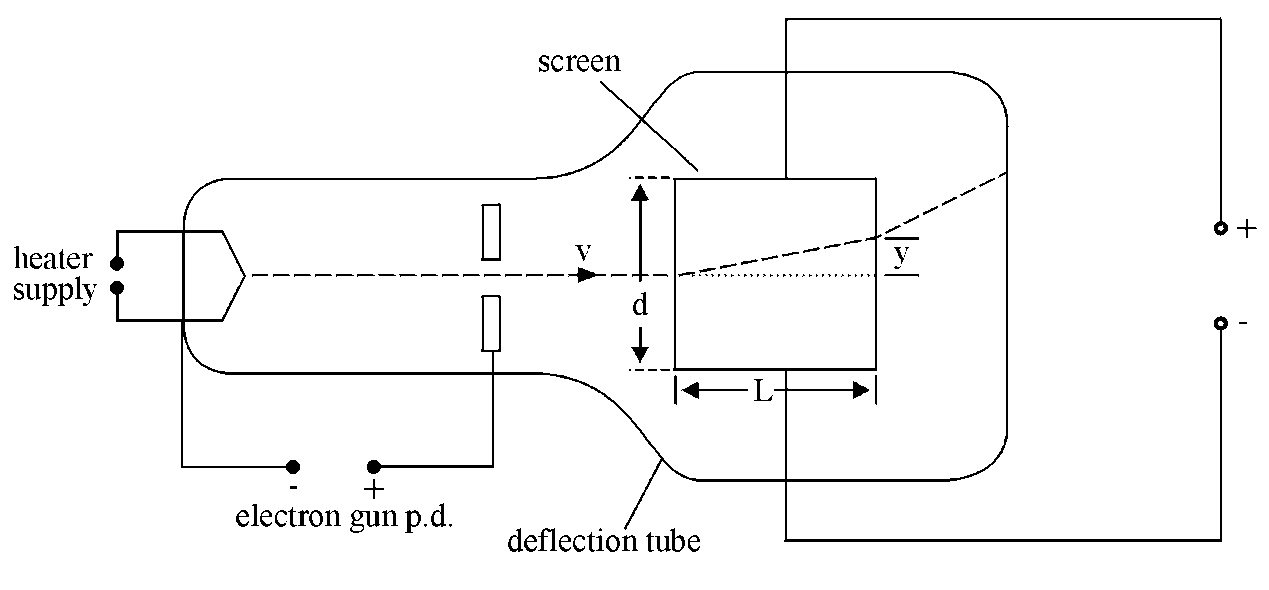 screen
heater
supply
v
d
y
L
+
-
-
+
electron gun p.d.
deflection tube